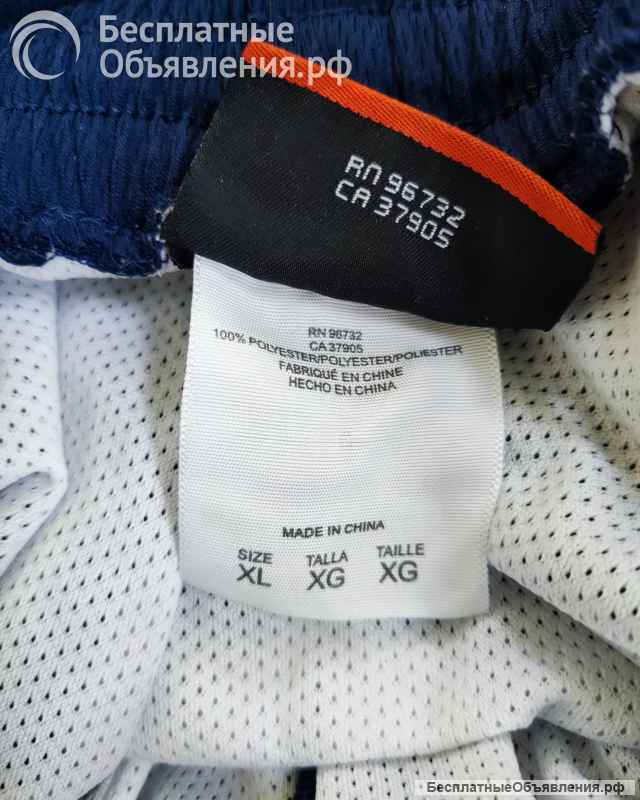 Бесплатные
Объявления.рф
RN 96732
CA 37905
RN 96732
CA 37905
100% POLYESTER/POLYESTER/POLIESTER
FABRIQUÉ EN CHINE
HECHO EN CHINA
MADE IN CHINA
SIZE TALLA TAILLE
XL XG XG
БесплатныеОбъявления.рф